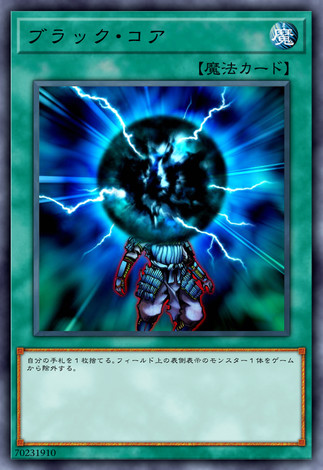 ブラック・コア
魔
【魔法カード】
自分の手札を1枚捨てる。フィールド上の表側表示のモンスター1体をゲーム
から除外する。
70231910